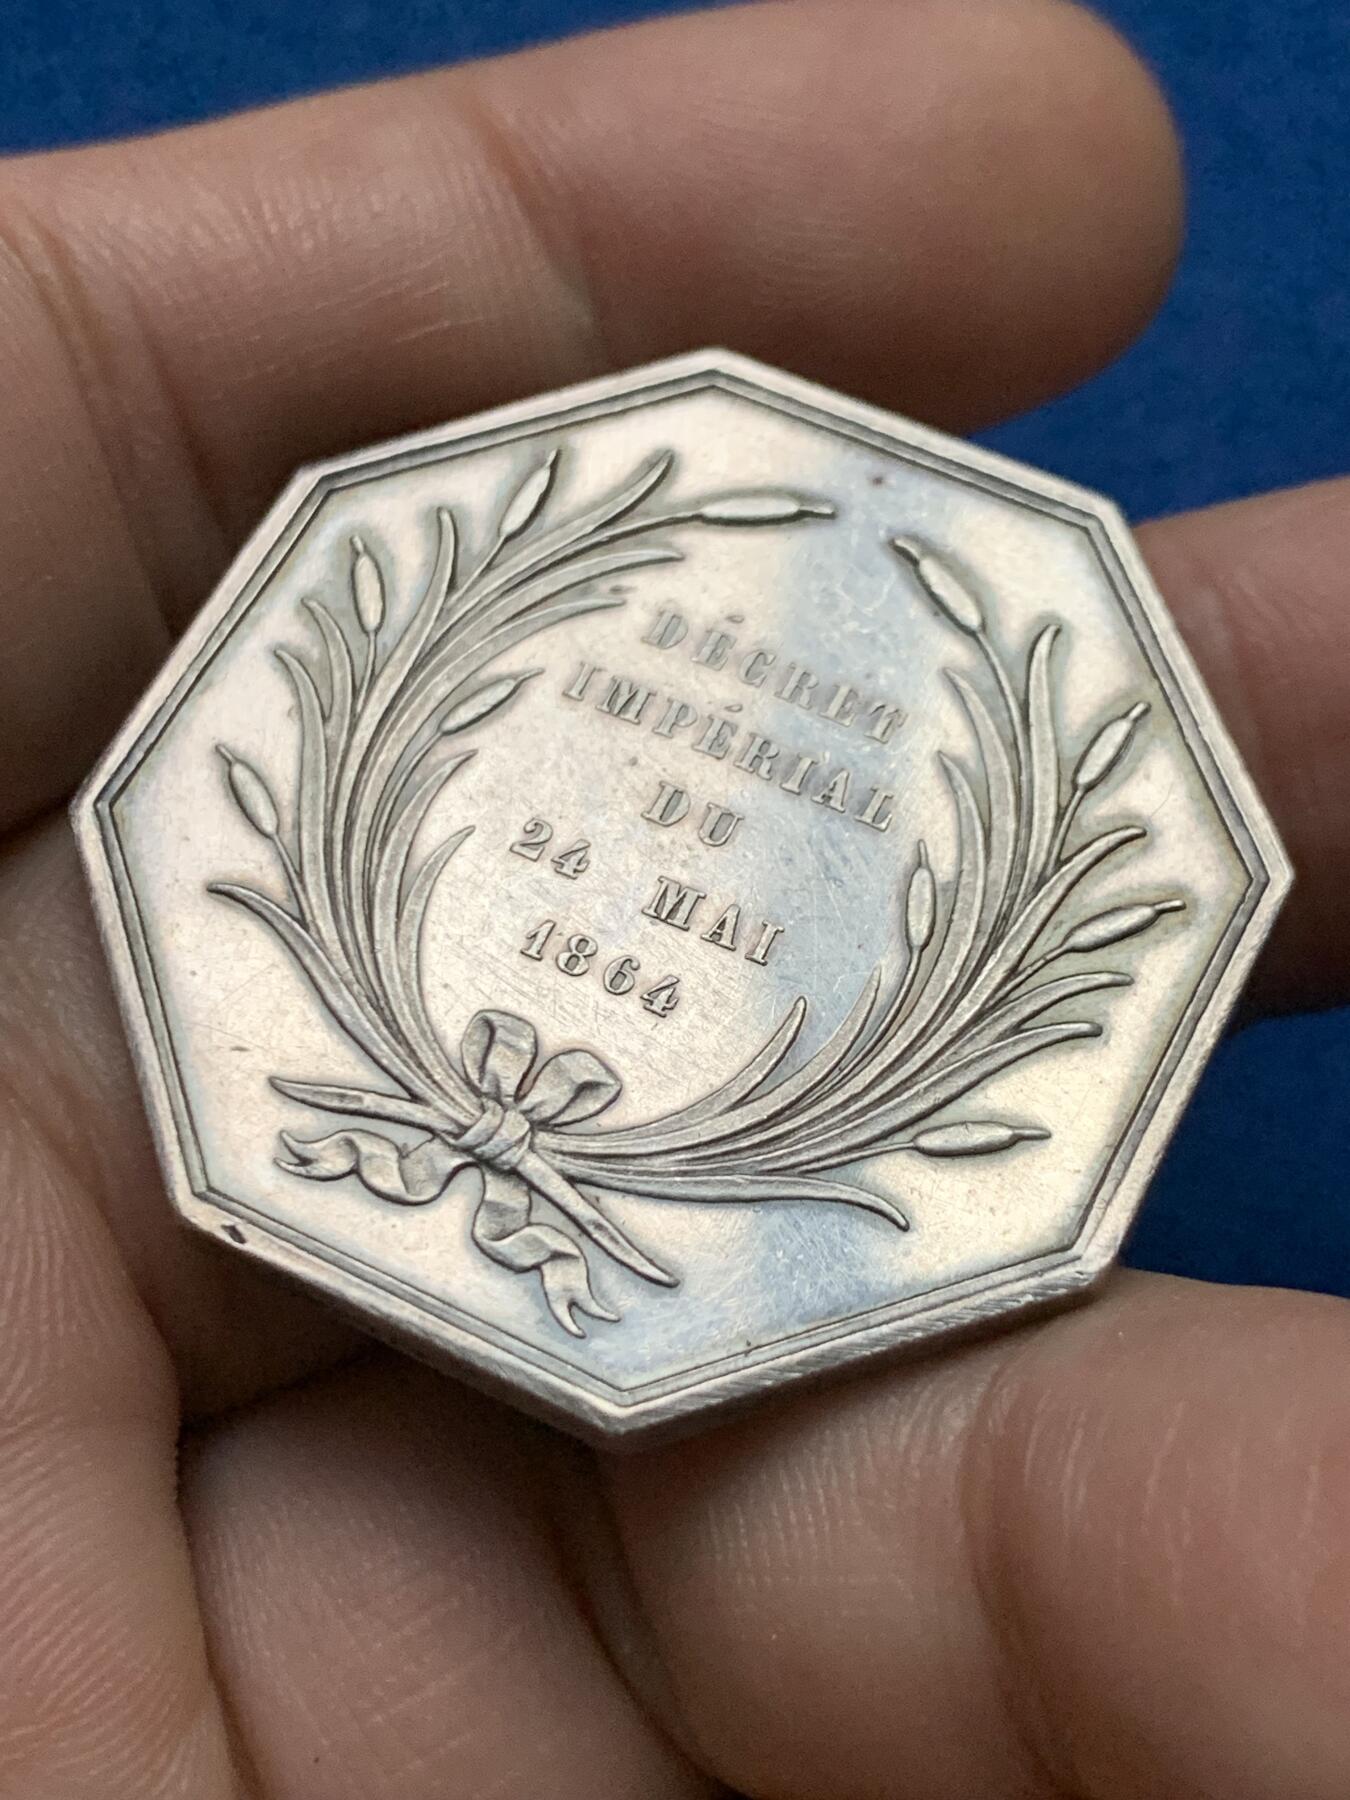 DÉCRET
IMPÉRIAL
DU
24 MAI
1864